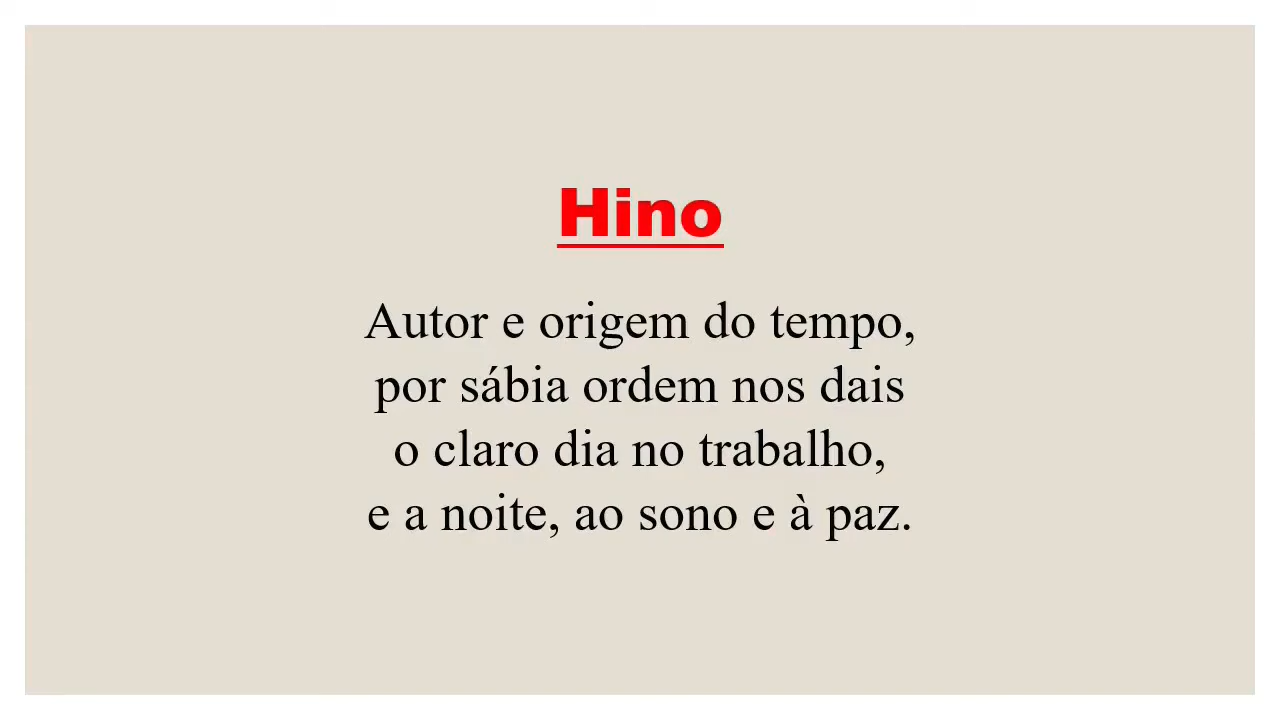 Hino
Autor e origem do tempo,
por sábia ordem nos dais
o claro dia no trabalho,
e a noite, ao sono e à paz.